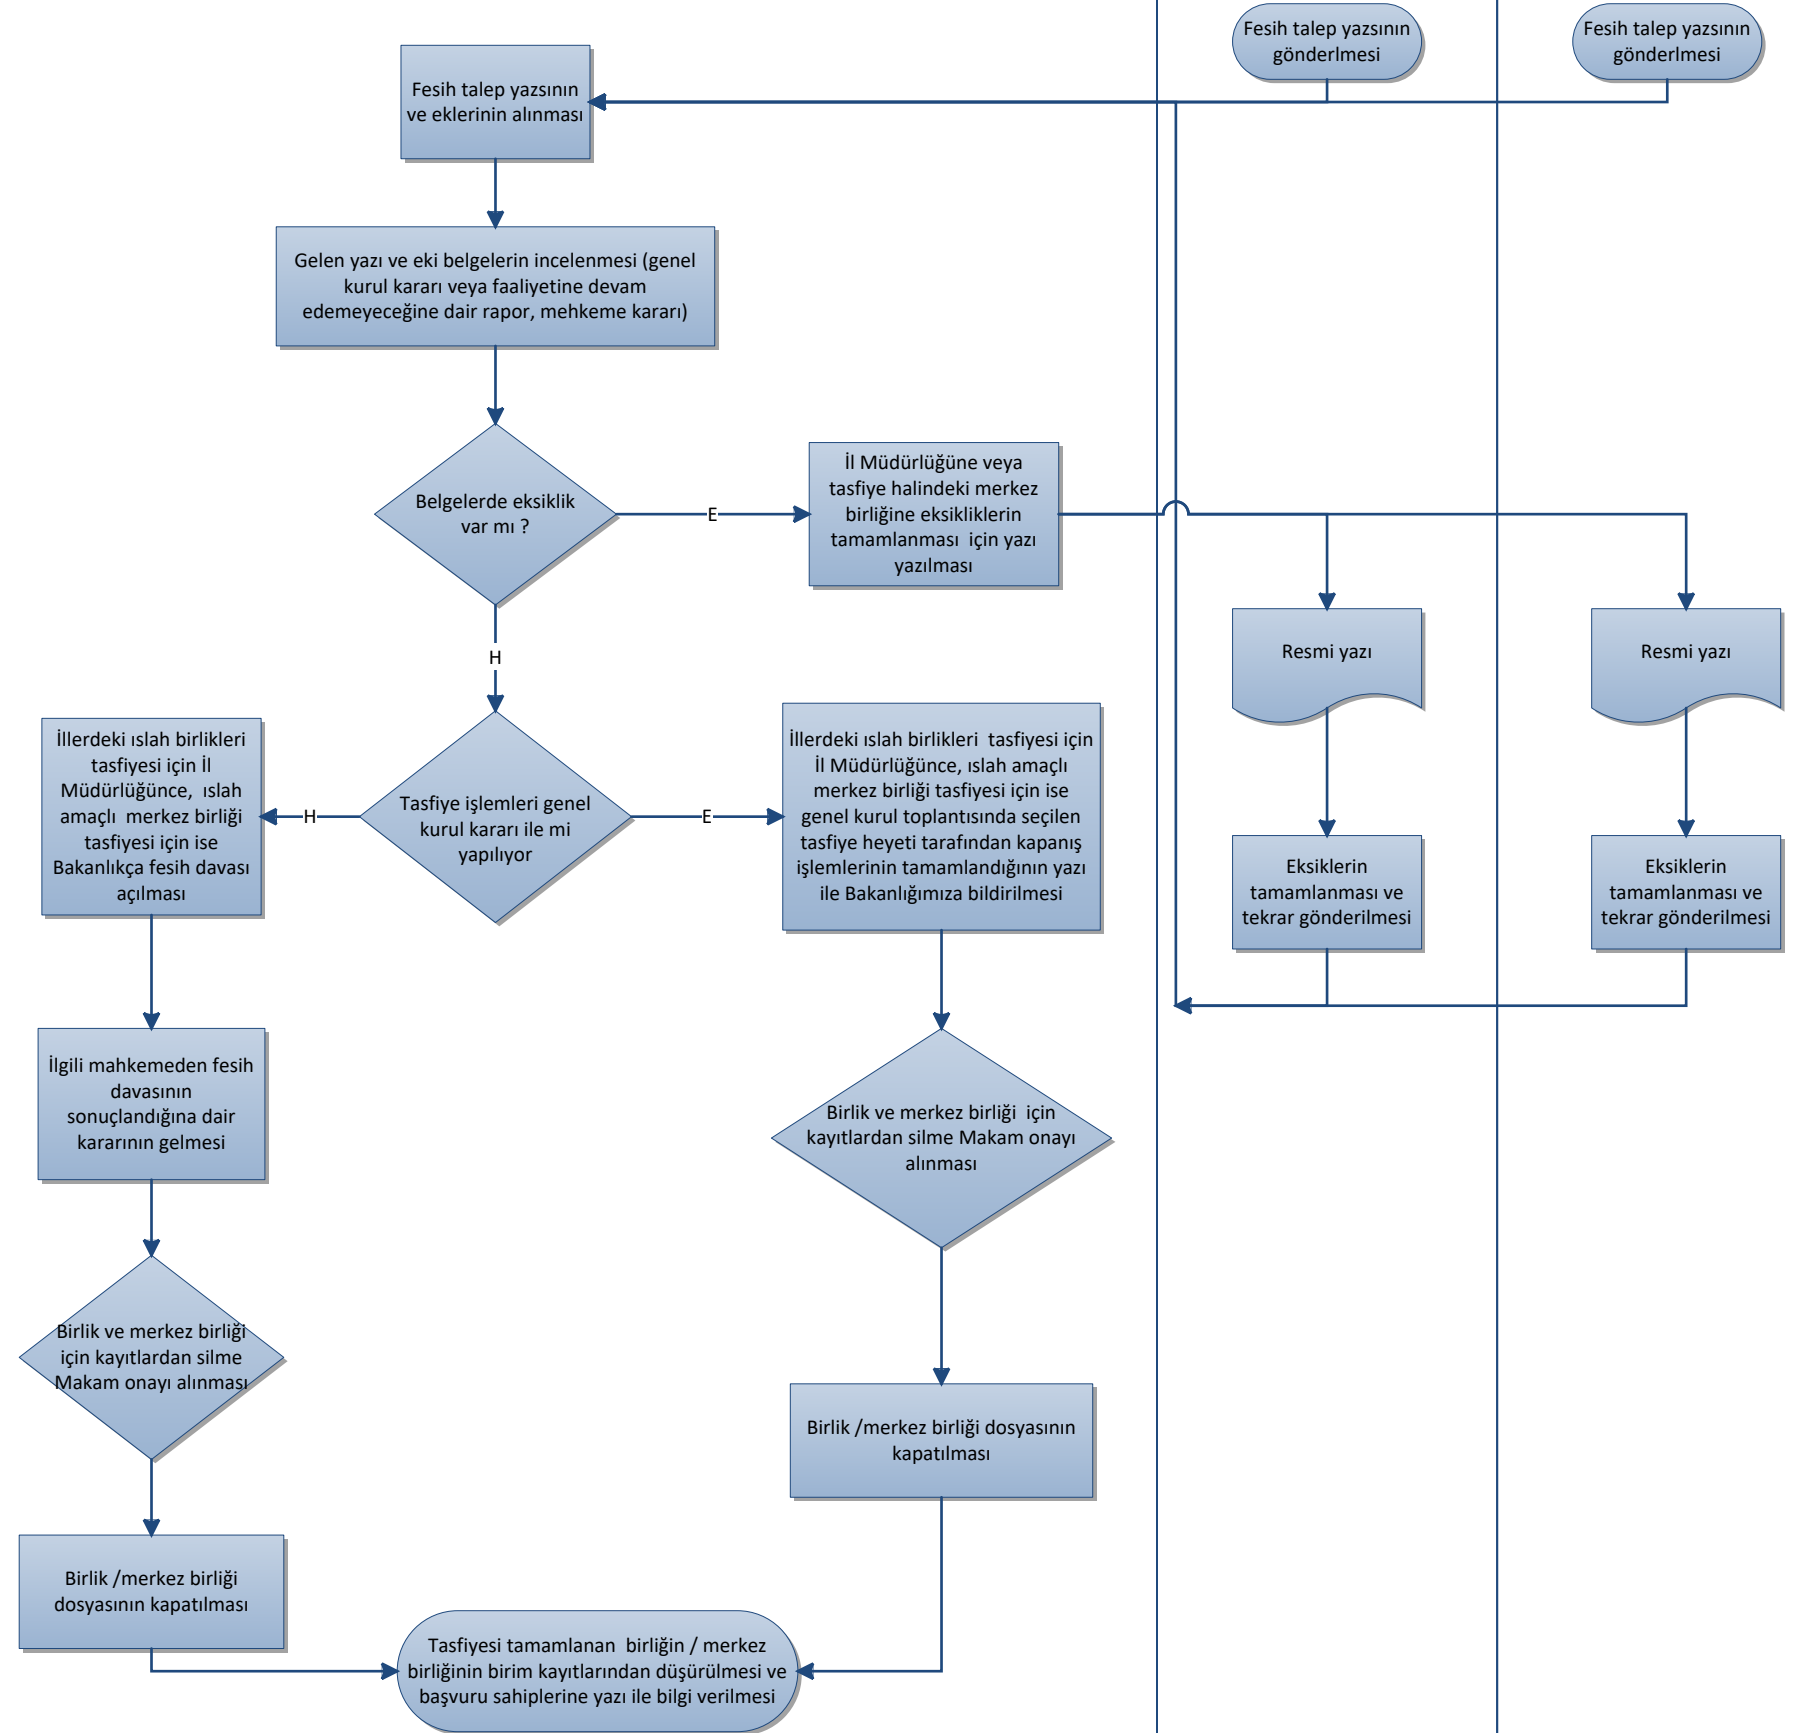 Fesih talep yazsının
gönderlmesi
Fesih talep yazsının
gönderlmesi
Fesih talep yazsının
ve eklerinin alınması
Gelen yazı ve eki belgelerin incelenmesi (genel
kurul kararı veya faaliyetine devam
edemeyeceğine dair rapor, mehkeme kararı)
Belgelerde eksiklik
var mı ?
E
İl Müdürlüğüne veya
tasfiye halindeki merkez
birliğine eksikliklerin
tamamlanması  için yazı
yazılması
H
Resmi yazı
Resmi yazı
İllerdeki ıslah birlikleri
tasfiyesi için İl
Müdürlüğünce,  ıslah
amaçlı  merkez birliği
tasfiyesi için ise
Bakanlıkça fesih davası
açılması
H
Tasfiye işlemleri genel
kurul kararı ile mi
yapılıyor
E
İllerdeki ıslah birlikleri  tasfiyesi için
İl Müdürlüğünce, ıslah amaçlı
merkez birliği tasfiyesi için ise
genel kurul toplantısında seçilen
tasfiye heyeti tarafından kapanış
işlemlerinin tamamlandığının yazı
ile Bakanlığımıza bildirilmesi
Eksiklerin
tamamlanması ve
tekrar gönderilmesi
Eksiklerin
tamamlanması ve
tekrar gönderilmesi
İlgili mahkemeden fesih
davasının
sonuçlandığına dair
kararının gelmesi
Birlik ve merkez birliği  için
kayıtlardan silme Makam onayı
alınması
Birlik ve merkez birliği
için kayıtlardan silme
Makam onayı alınması
Birlik /merkez birliği dosyasının
kapatılması
Birlik /merkez birliği
dosyasının kapatılması
Tasfiyesi tamamlanan  birliğin / merkez
birliğinin birim kayıtlarından düşürülmesi ve
başvuru sahiplerine yazı ile bilgi verilmesi